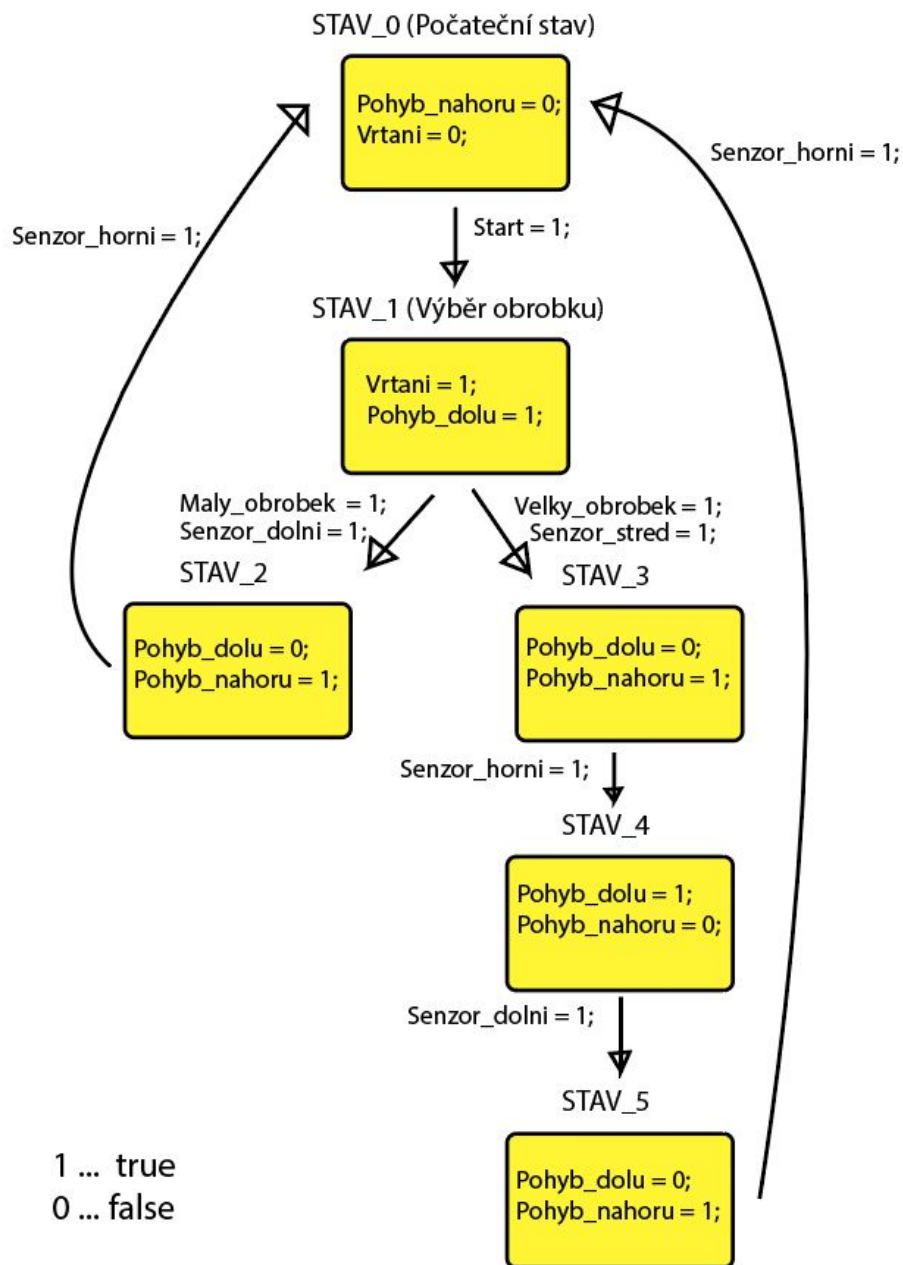 STAV_0 (Počateční stav)
Pohyb_nahoru = 0;
Vrtani = 0;
Senzor_horni = 1;
Senzor_horni = 1;
Start = 1;
STAV_1 (Výběr obrobku)
Vrtani = 1;
Pohyb_dolu = 1;
Maly_obrobek = 1;
Senzor_dolni = 1;
Velky_obrobek = 1;
Senzor_stred = 1;
STAV_2
Pohyb_dolu = 0;
Pohyb_nahoru = 1;
STAV_3
Pohyb_dolu = 0;
Pohyb_nahoru = 1;
Senzor_horni = 1;
STAV_4
Pohyb_dolu = 1;
Pohyb_nahoru = 0;
Senzor_dolni = 1;
STAV_5
Pohyb_dolu = 0;
Pohyb_nahoru = 1;
1 ... true
0 ... false